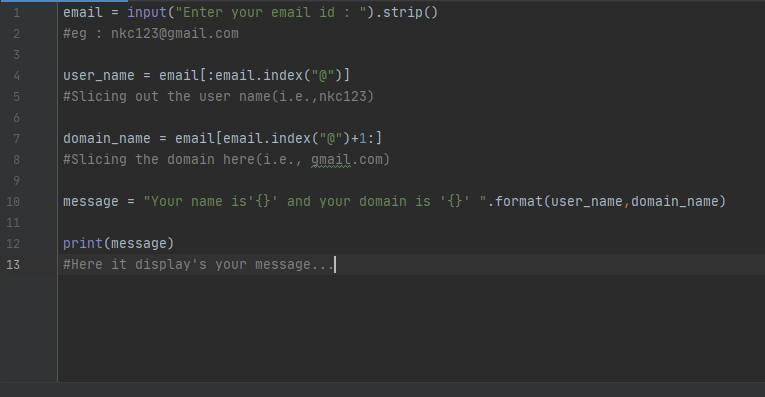 1 email = input("Enter your email id : ").strip()
2 #eg : nkc123@gmail.com
3
4 user_name = email[:email.index("@")]
5 #Slicing out the user name(i.e.,nkc123)
6
7 domain_name = email[email.index("@")+1:]
8 #Slicing the domain here(i.e., gmail.com)
9
10 message = "Your name is'{}' and your domain is '{}' ".format(user_name,domain_name)
11
12 print(message)
13 #Here it display's your message...